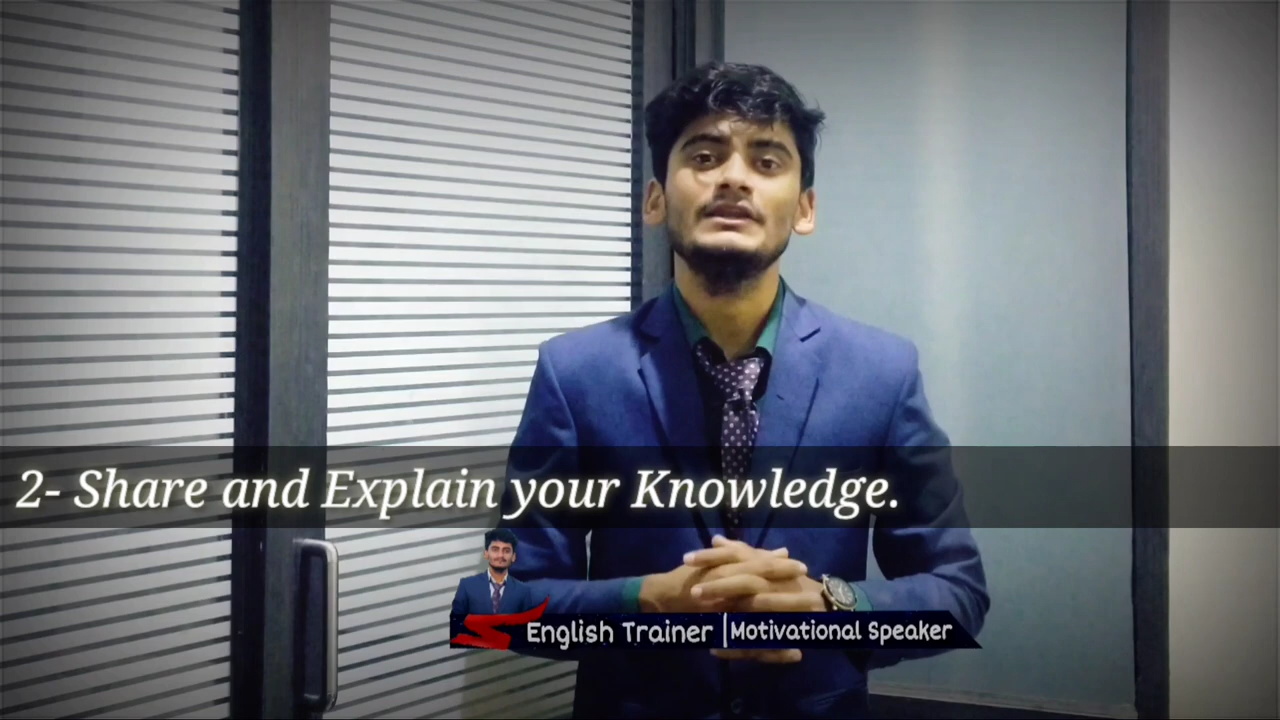 2- Share and Explain your Knowledge.
English Trainer | Motivational Speaker